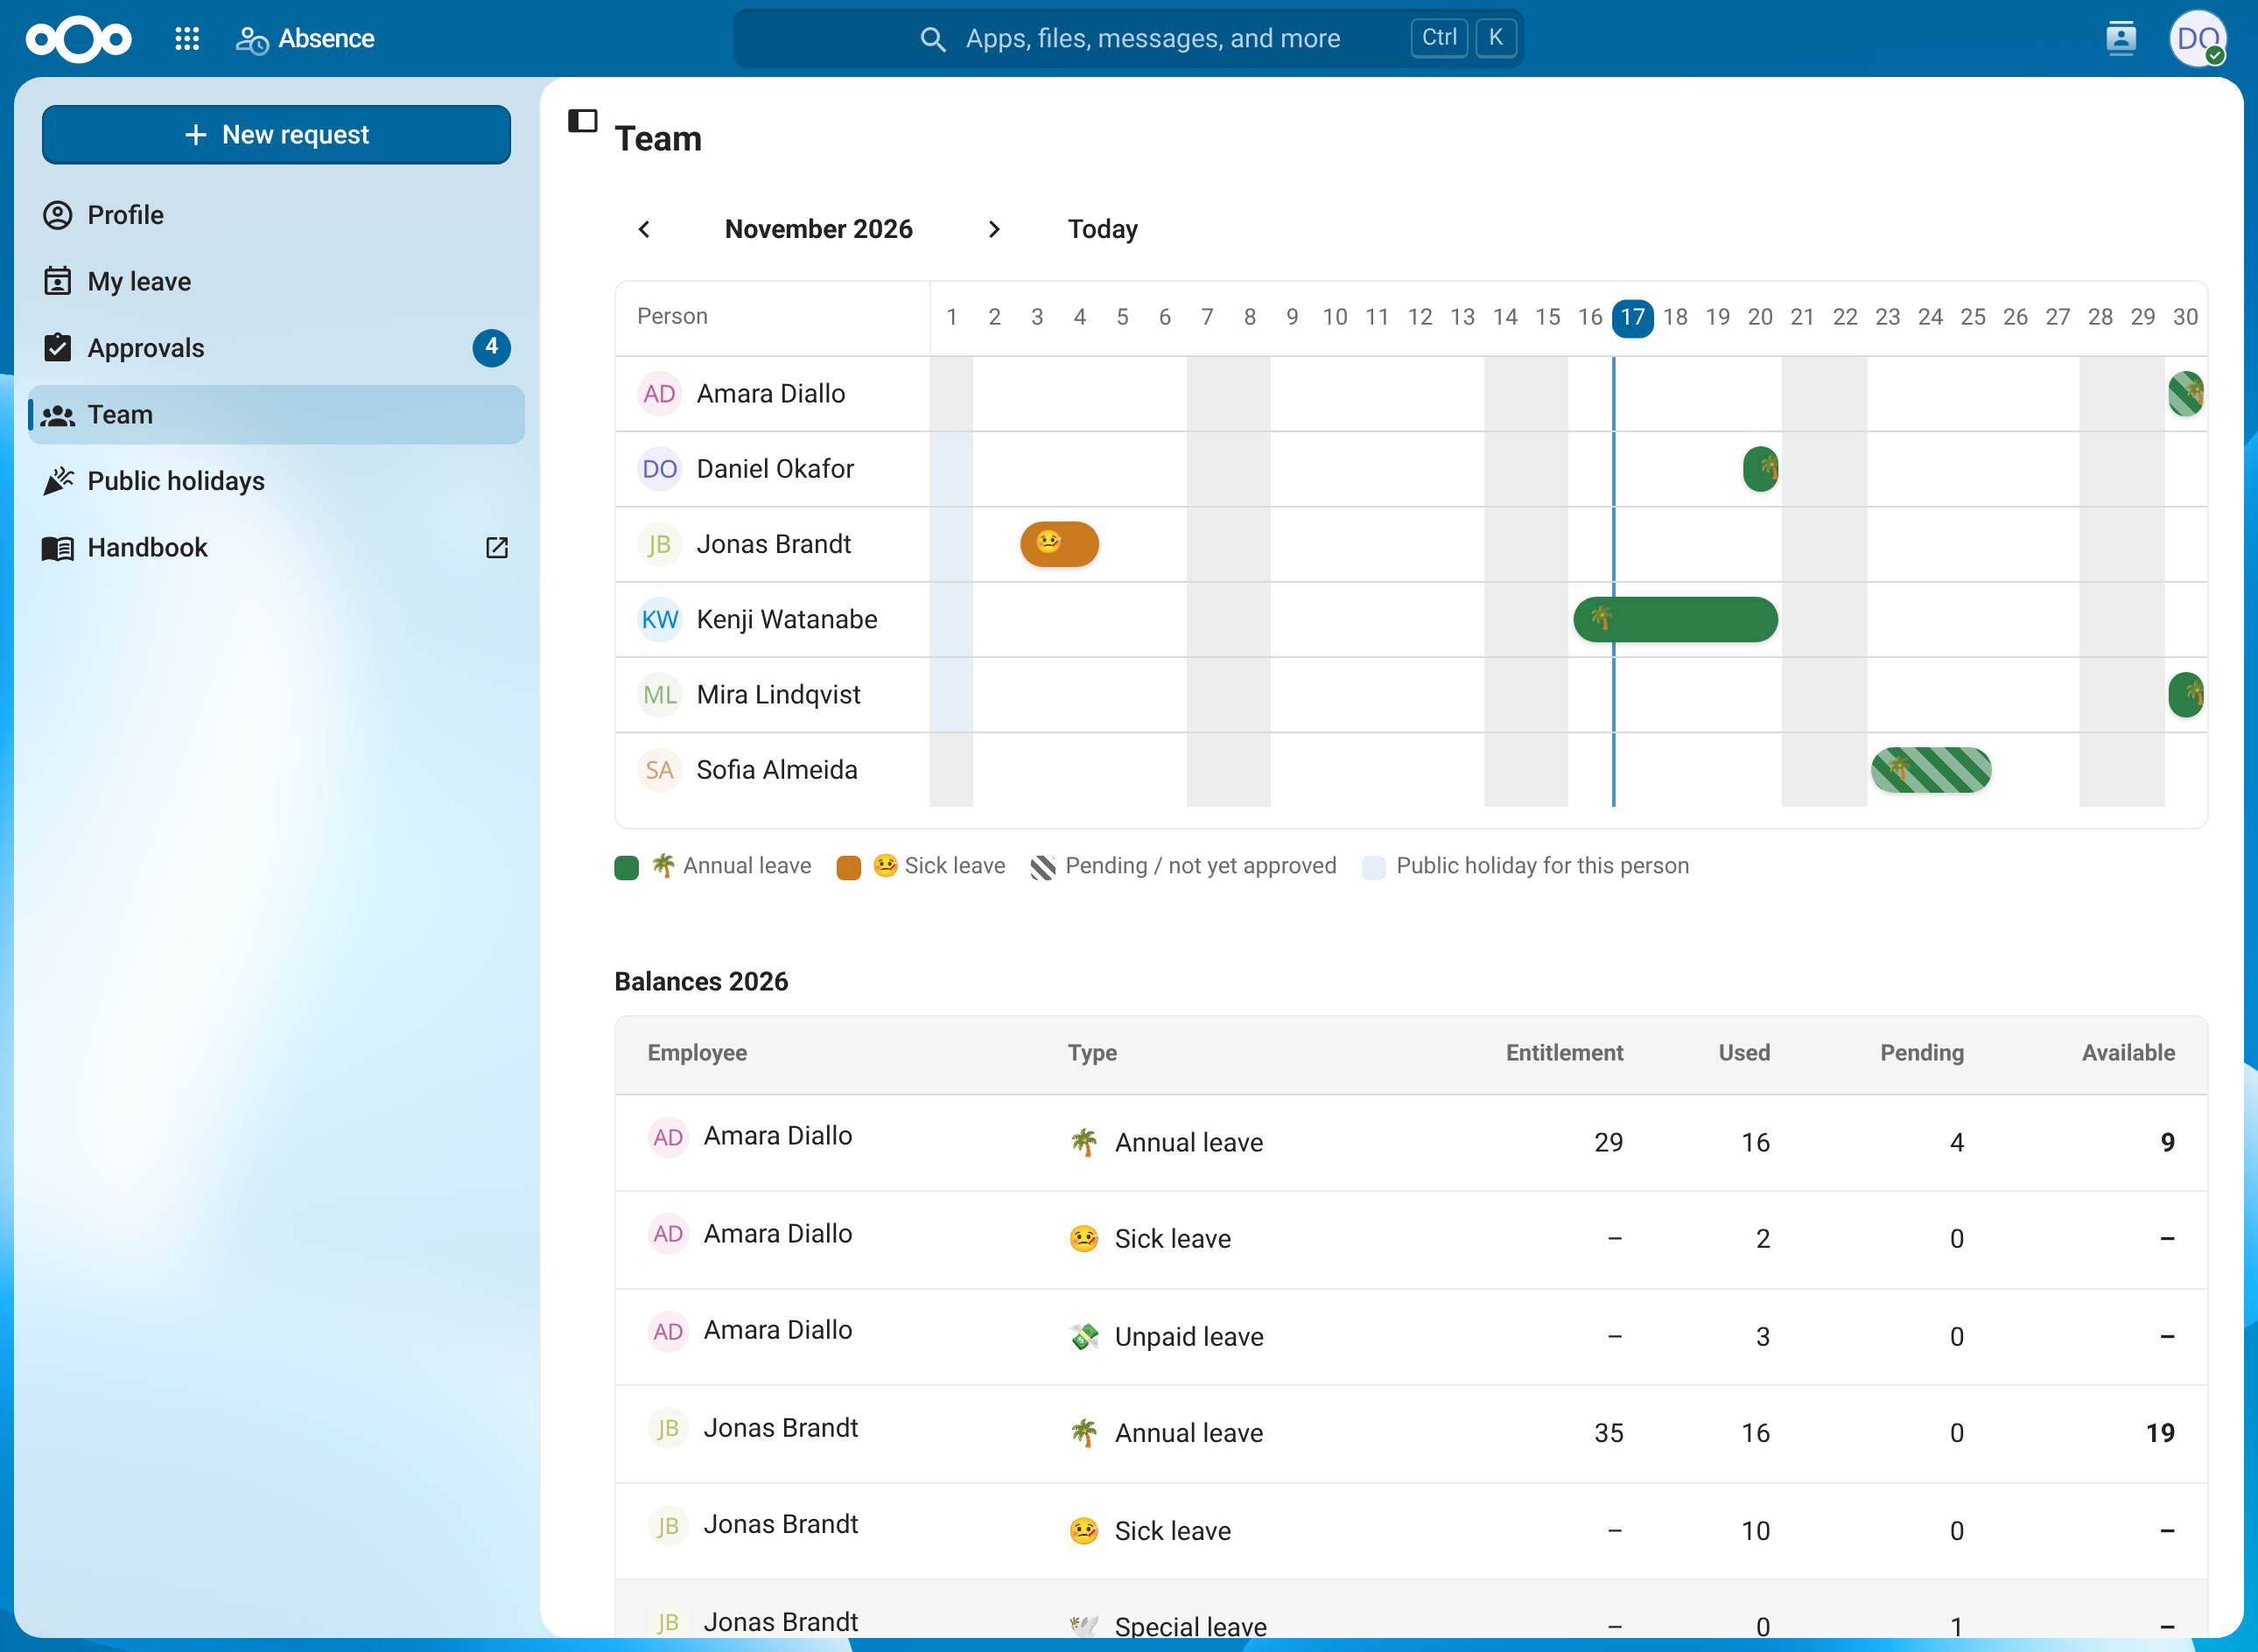 Absence
Apps, files, messages, and more
Ctrl K
DO
New request
Profile
My leave
Approvals 4
Team
Public holidays
Handbook
Team
November 2026
Today
Person 1 2 3 4 5 6 7 8 9 10 11 12 13 14 15 16 17 18 19 20 21 22 23 24 25 26 27 28 29 30
AD Amara Diallo
DO Daniel Okafor
JB Jonas Brandt
KW Kenji Watanabe
ML Mira Lindqvist
SA Sofia Almeida
Annual leave Sick leave Pending / not yet approved Public holiday for this person
Balances 2026
Employee Type Entitlement Used Pending Available
AD Amara Diallo Annual leave 29 16 4 9
AD Amara Diallo Sick leave – 2 0 –
AD Amara Diallo Unpaid leave – 3 0 –
JB Jonas Brandt Annual leave 35 16 0 19
JB Jonas Brandt Sick leave – 10 0 –
JB Jonas Brandt Special leave – 0 1 –